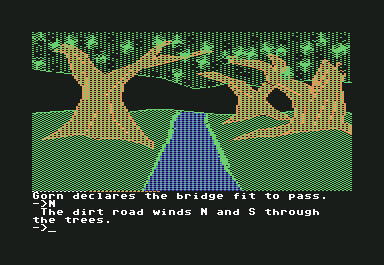 Gorn declares the bridge fit to pass.
->N
The dirt road winds N and S through
the trees.
->_